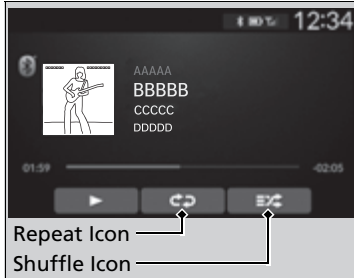 12:34
AAAAA
BBBBB
CCCCC
DDDDD
01:59
-02:05
Repeat Icon
Shuffle Icon